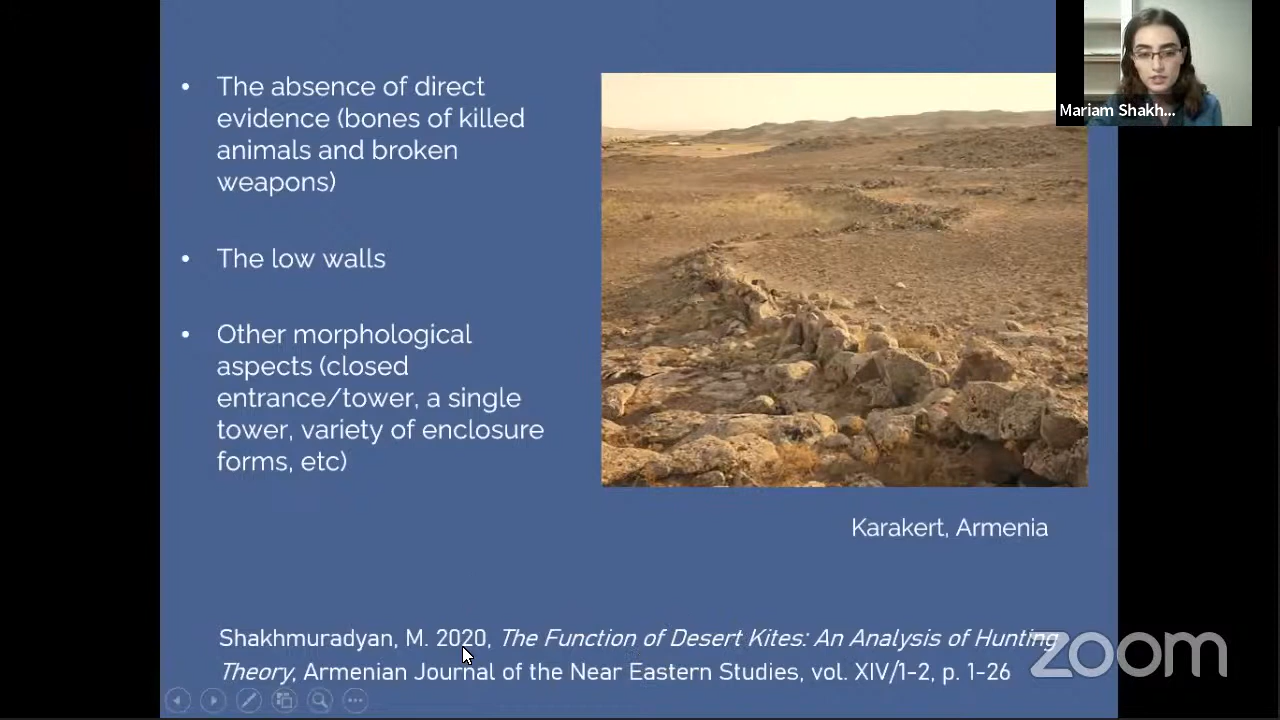 • The absence of direct
evidence (bones of killed
animals and broken
weapons)
• The low walls
• Other morphological
aspects (closed
entrance/tower, a single
tower, variety of enclosure
forms, etc)
Mariam Shakh...
Karakert, Armenia
Shakhmuradyan, M. 2020, The Function of Desert Kites: An Analysis of Hunting
Theory, Armenian Journal of the Near Eastern Studies, vol. XIV/1-2, p. 1-26
zoom